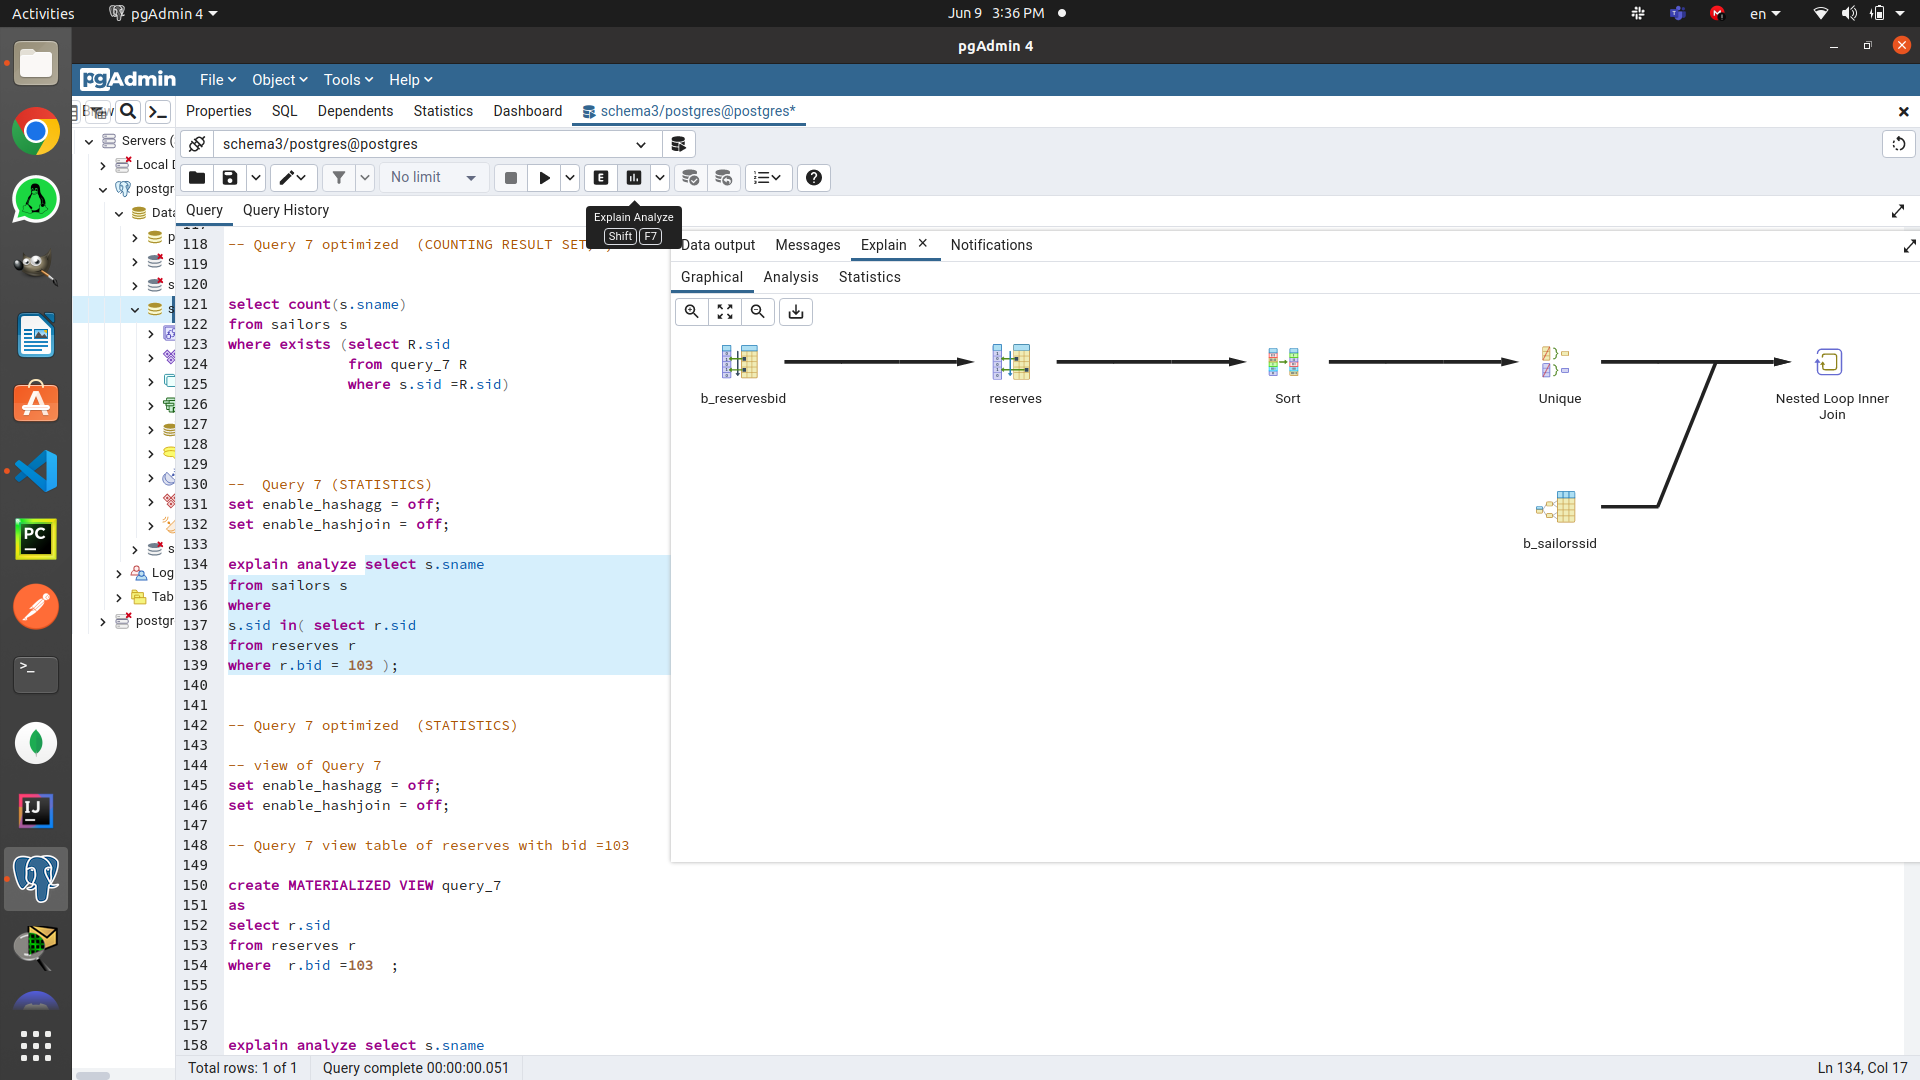 Activities
pgAdmin 4
Jun 9 3:36 PM
en
pgAdmin 4
pgAdmin
File
Object
Tools
Help
Properties
SQL
Dependents
Statistics
Dashboard
schema3/postgres@postgres*
Servers (
Local D
postgr
Data
p
s
s
s
s
Log
Tab
postgr
schema3/postgres@postgres
No limit
E
Query
Query History
Explain Analyze
Shift F7
118 -- Query 7 optimized (COUNTING RESULT SET
119
120
121 select count(s.sname)
122 from sailors s
123 where exists (select R.sid
124 from query_7 R
125 where s.sid =R.sid)
126
127
128
129
130 -- Query 7 (STATISTICS)
131 set enable_hashagg = off;
132 set enable_hashjoin = off;
133
134 explain analyze select s.sname
135 from sailors s
136 where
137 s.sid in( select r.sid
138 from reserves r
139 where r.bid = 103 );
140
141
142 -- Query 7 optimized (STATISTICS)
143
144 -- view of Query 7
145 set enable_hashagg = off;
146 set enable_hashjoin = off;
147
148 -- Query 7 view table of reserves with bid =103
149
150 create MATERIALIZED VIEW query_7
151 as
152 select r.sid
153 from reserves r
154 where r.bid =103 ;
155
156
157
158 explain analyze select s.sname
Data output
Messages
Explain
Notifications
Graphical
Analysis
Statistics
b_reservesbid
reserves
Sort
Unique
Nested Loop Inner
Join
b_sailorssid
PC
IJ
>_
Total rows: 1 of 1
Query complete 00:00:00.051
Ln 134, Col 17